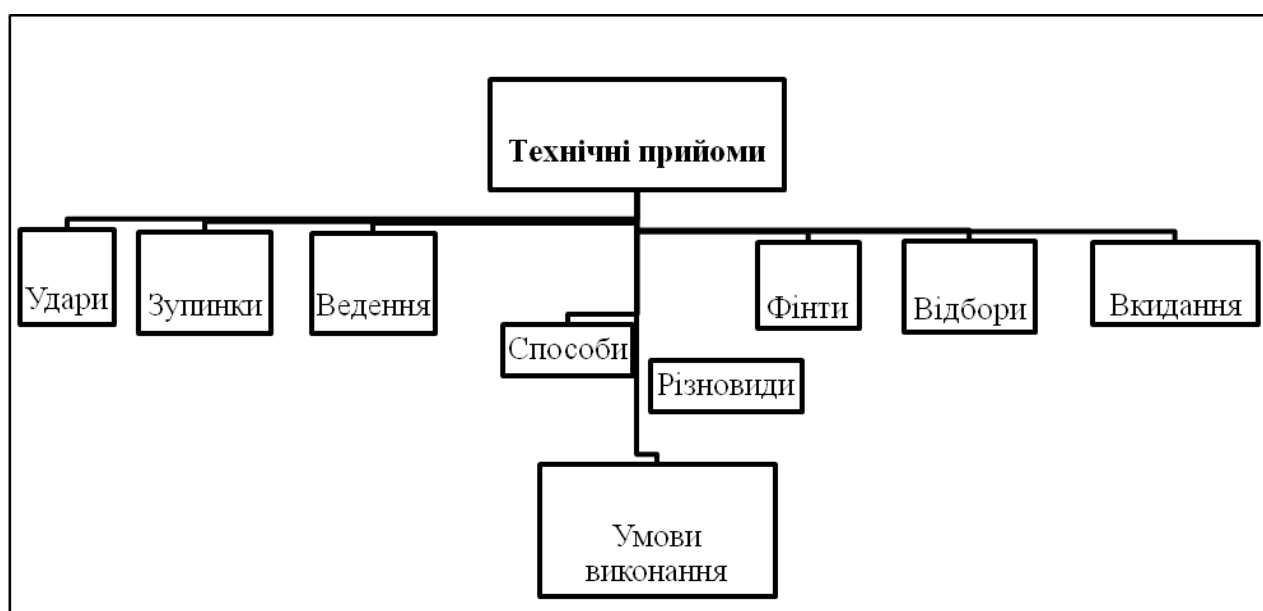 Технічні прийоми
Удари
Зупинки
Ведення
Фінти
Відбори
Вкидання
Способи
Різновиди
Умови
виконання